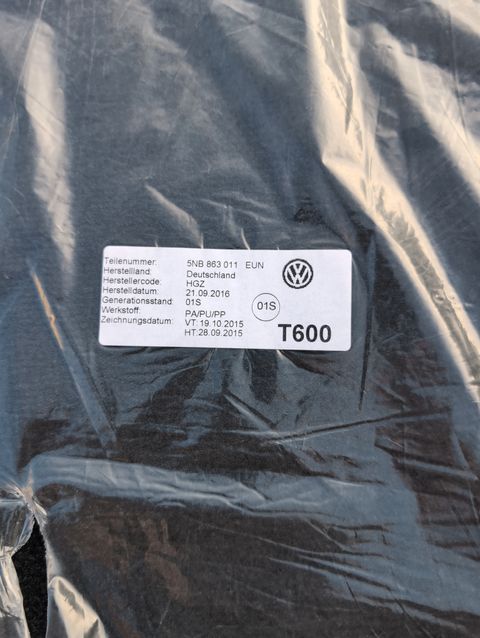 Teilenummer: 5NB 863 011 EUN
Herstellland: Deutschland
Herstellercode: HGZ
Herstelldatum: 21.09.2016
Generationsstand: 01S
Werkstoff: PA/PU/PP
Zeichnungsdatum: VT: 19.10.2015
HT: 28.09.2015
01S
T600